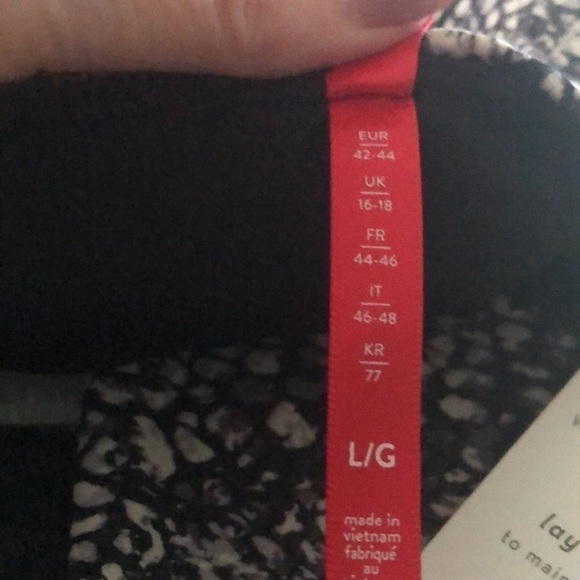 EUR
42-44
UK
16-18
FR
44-46
IT
46-48
KR
77
L/G
made in
vietnam
fabriqué
au
lay
to